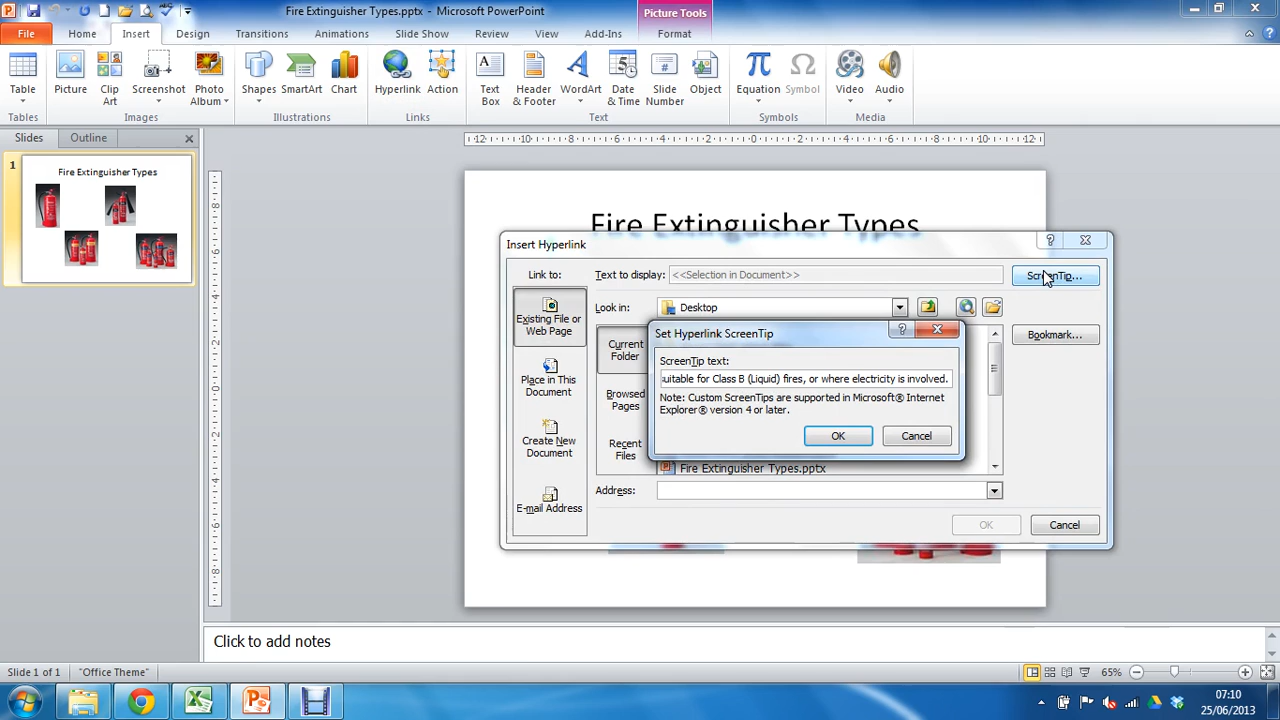 Fire Extinguisher Types.pptx - Microsoft PowerPoint
Picture Tools
File Home Insert Design Transitions Animations Slide Show Review View Add-Ins Format
Table Picture Clip Art Screenshot Photo Album Shapes SmartArt Chart Hyperlink Action Text Box Header & Footer WordArt Date & Time Slide Number Object Equation Symbol Video Audio
Tables Images Illustrations Links Text Symbols Media
Slides Outline
1
Fire Extinguisher Types
Fire Extinguisher Types
Insert Hyperlink
Link to: Text to display: <<Selection in Document>> ScreenTip...
Existing File or Web Page
Look in: Desktop
Bookmark...
Current Folder
Place in This Document
Browsed Pages
Create New Document
Recent Files
Set Hyperlink ScreenTip
ScreenTip text:
suitable for Class B (Liquid) fires, or where electricity is involved.
Note: Custom ScreenTips are supported in Microsoft® Internet
Explorer® version 4 or later.
OK Cancel
Fire Extinguisher Types.pptx
Address:
E-mail Address
OK Cancel
Click to add notes
Slide 1 of 1 "Office Theme" 65%
07:10
25/06/2013